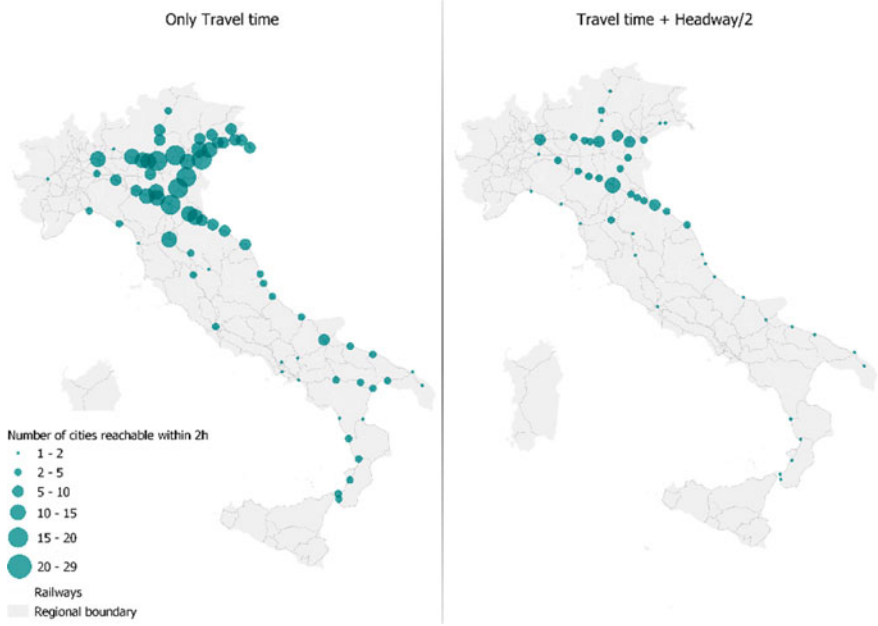 Only Travel time
Travel time + Headway/2
Number of cities reachable within 2h
1 - 2
2 - 5
5 - 10
10 - 15
15 - 20
20 - 29
Railways
Regional boundary